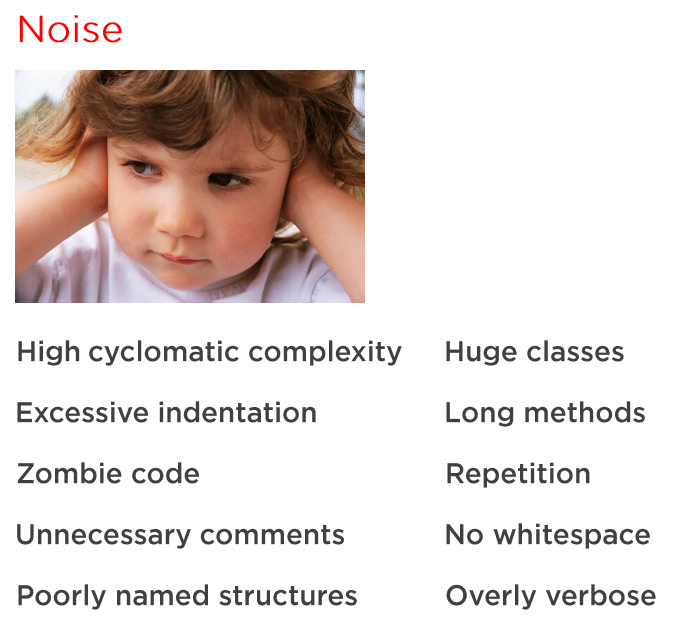 Noise
High cyclomatic complexity
Huge classes
Excessive indentation
Long methods
Zombie code
Repetition
Unnecessary comments
No whitespace
Poorly named structures
Overly verbose